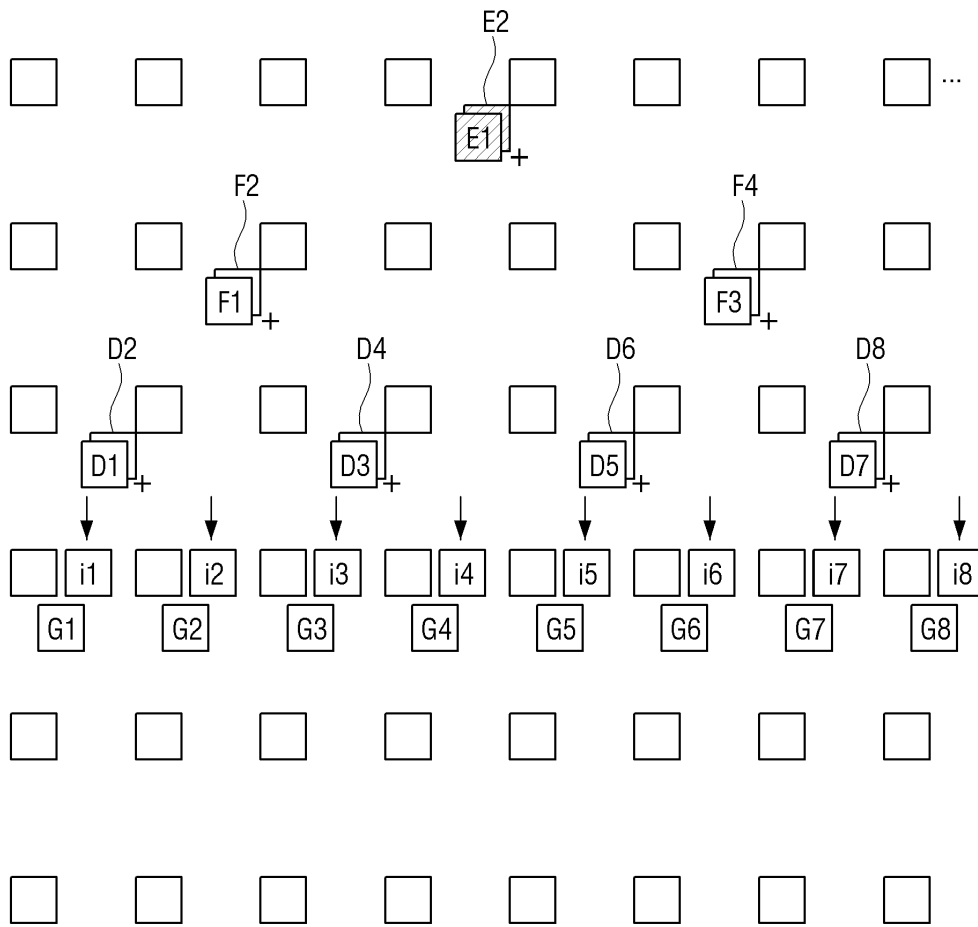 E2
...
E1
+
F2 F4
F1 F3
+ +
D2 D4 D6 D8
D1 D3 D5 D7
+ + + +
i1 i2 i3 i4 i5 i6 i7 i8
G1 G2 G3 G4 G5 G6 G7 G8